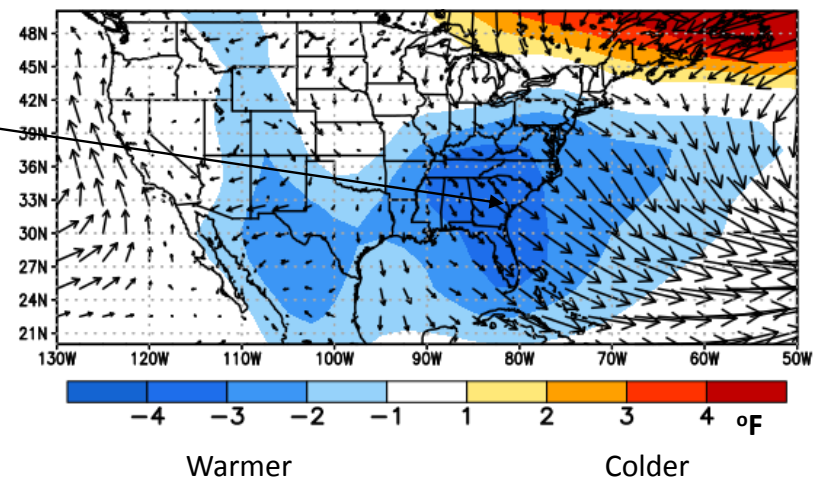 48N
45N
42N
39N
36N
33N
30N
27N
24N
21N
130W 120W 110W 100W 90W 80W 70W 60W 50W
−4 −3 −2 −1 1 2 3 4 °F
Warmer Colder